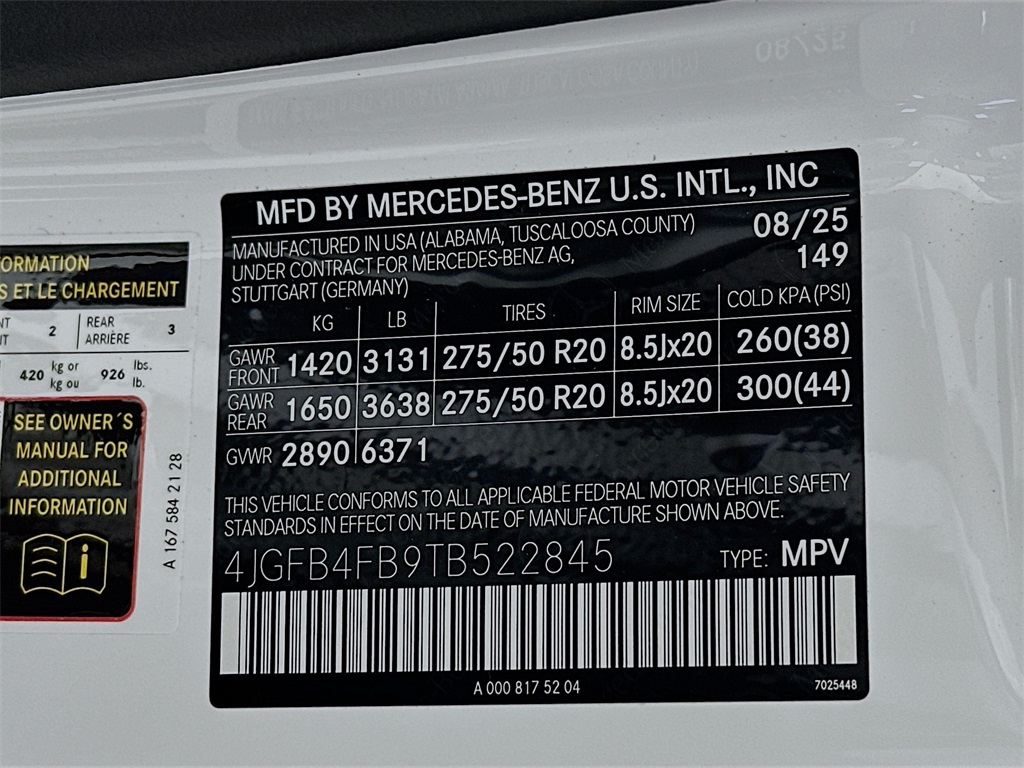 MFD BY MERCEDES-BENZ U.S. INTL., INC
MANUFACTURED IN USA (ALABAMA, TUSCALOOSA COUNTY) 08/25
UNDER CONTRACT FOR MERCEDES-BENZ AG, 149
STUTTGART (GERMANY)
KG LB TIRES RIM SIZE COLD KPA (PSI)
GAWR FRONT 1420 3131 275/50 R20 8.5Jx20 260(38)
GAWR REAR 1650 3638 275/50 R20 8.5Jx20 300(44)
GVWR 2890 6371
THIS VEHICLE CONFORMS TO ALL APPLICABLE FEDERAL MOTOR VEHICLE SAFETY
STANDARDS IN EFFECT ON THE DATE OF MANUFACTURE SHOWN ABOVE.
4JGFB4FB9TB522845 TYPE: MPV
A 000 817 52 04 7025448
ORMATION
S ET LE CHARGEMENT
2 REAR 3
ARRIÈRE
420 kg or 926 lbs.
kg ou lb.
SEE OWNER´S
MANUAL FOR
ADDITIONAL
INFORMATION
i
A 167 584 21 28
08/25